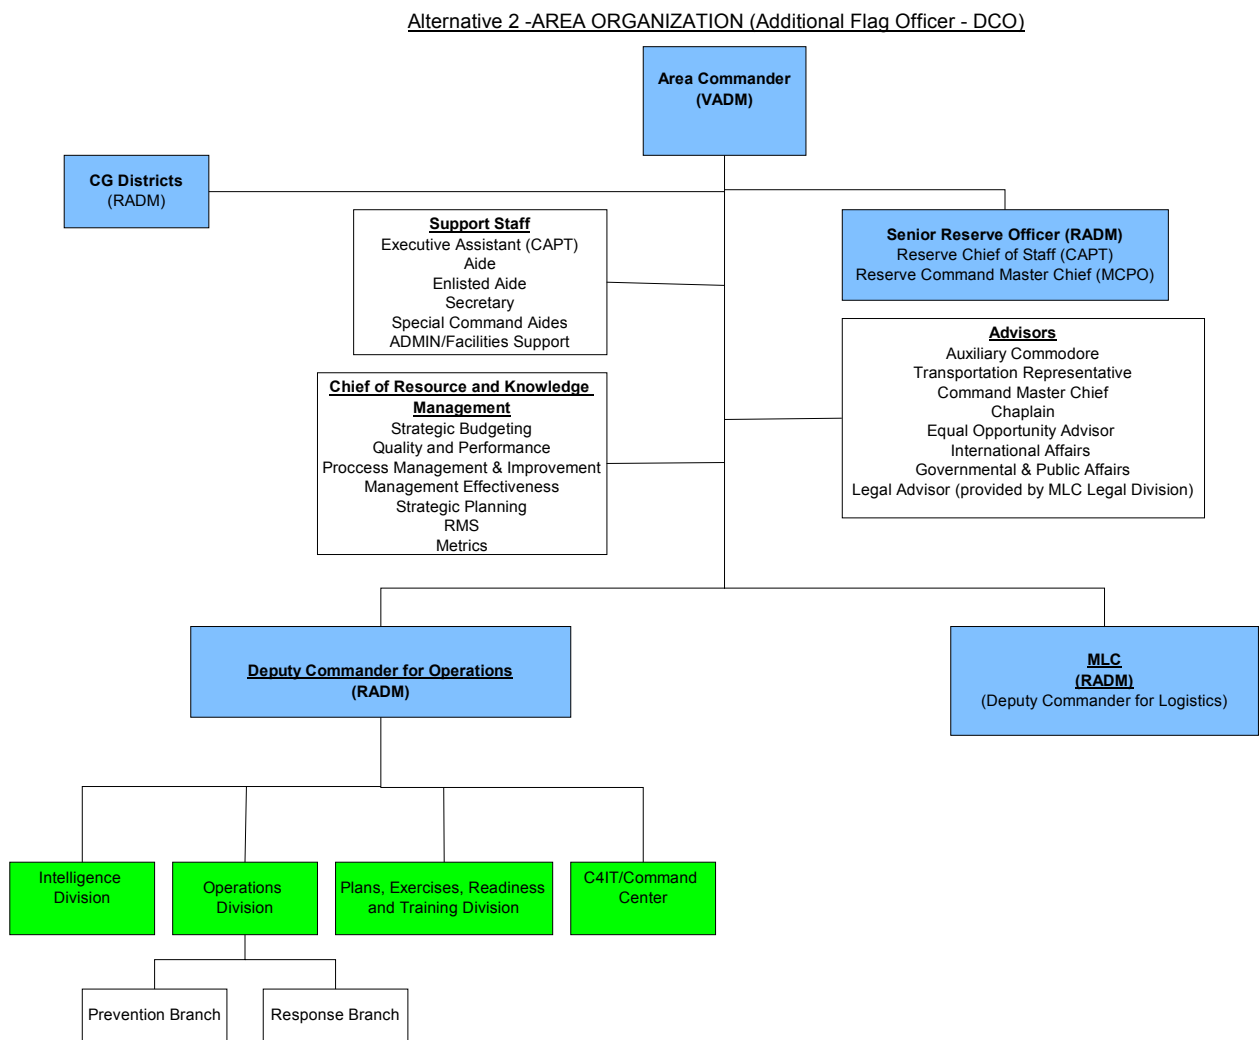 Alternative 2 -AREA ORGANIZATION (Additional Flag Officer - DCO)
Area Commander
(VADM)
CG Districts
(RADM)
Support Staff
Executive Assistant (CAPT)
Aide
Enlisted Aide
Secretary
Special Command Aides
ADMIN/Facilities Support
Senior Reserve Officer (RADM)
Reserve Chief of Staff (CAPT)
Reserve Command Master Chief (MCPO)
Chief of Resource and Knowledge
Management
Strategic Budgeting
Quality and Performance
Proccess Management & Improvement
Management Effectiveness
Strategic Planning
RMS
Metrics
Advisors
Auxiliary Commodore
Transportation Representative
Command Master Chief
Chaplain
Equal Opportunity Advisor
International Affairs
Governmental & Public Affairs
Legal Advisor (provided by MLC Legal Division)
Deputy Commander for Operations
(RADM)
MLC
(RADM)
(Deputy Commander for Logistics)
Intelligence
Division
Operations
Division
Plans, Exercises, Readiness
and Training Division
C4IT/Command
Center
Prevention Branch
Response Branch